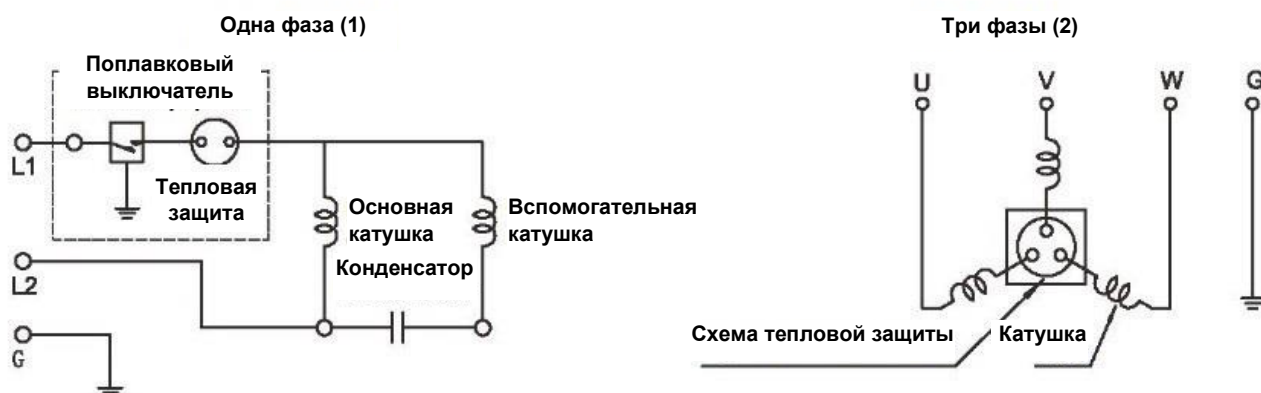 Одна фаза (1)
Поплавковый
выключатель
L1
Тепловая
защита
Основная
катушка
Вспомогательная
катушка
Конденсатор
L2
G
Три фазы (2)
U V W G
Схема тепловой защиты
Катушка